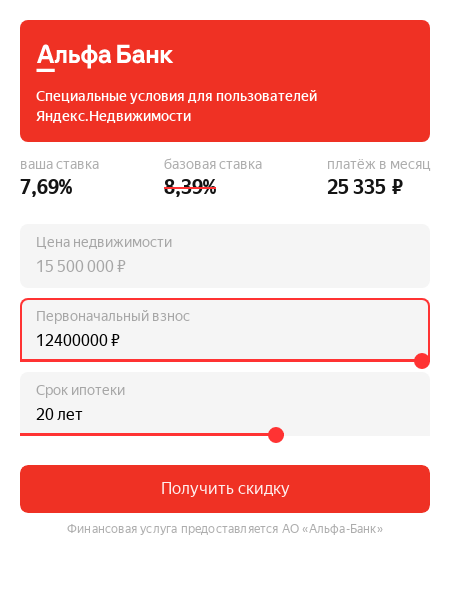 Альфа Банк
Специальные условия для пользователей
Яндекс.Недвижимости
ваша ставка базовая ставка платёж в месяц
7,69% 8,39% 25 335 ₽
Цена недвижимости
15 500 000 ₽
Первоначальный взнос
12400000 ₽
Срок ипотеки
20 лет
Получить скидку
Финансовая услуга предоставляется АО «Альфа-Банк»